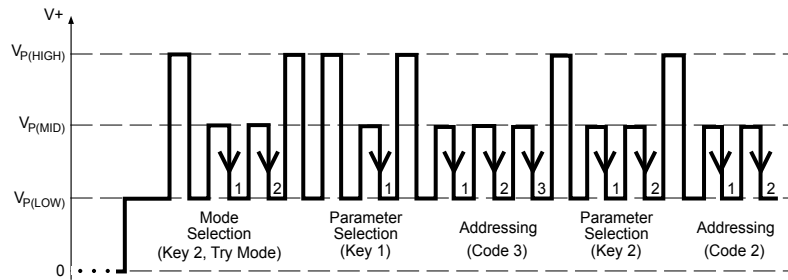 V+
VP(HIGH)
VP(MID)
1 2 1 1 2 3 1 2 1 2
VP(LOW)
Mode
Selection
(Key 2, Try Mode)
Parameter
Selection
(Key 1)
Addressing
(Code 3)
Parameter
Selection
(Key 2)
Addressing
(Code 2)
0